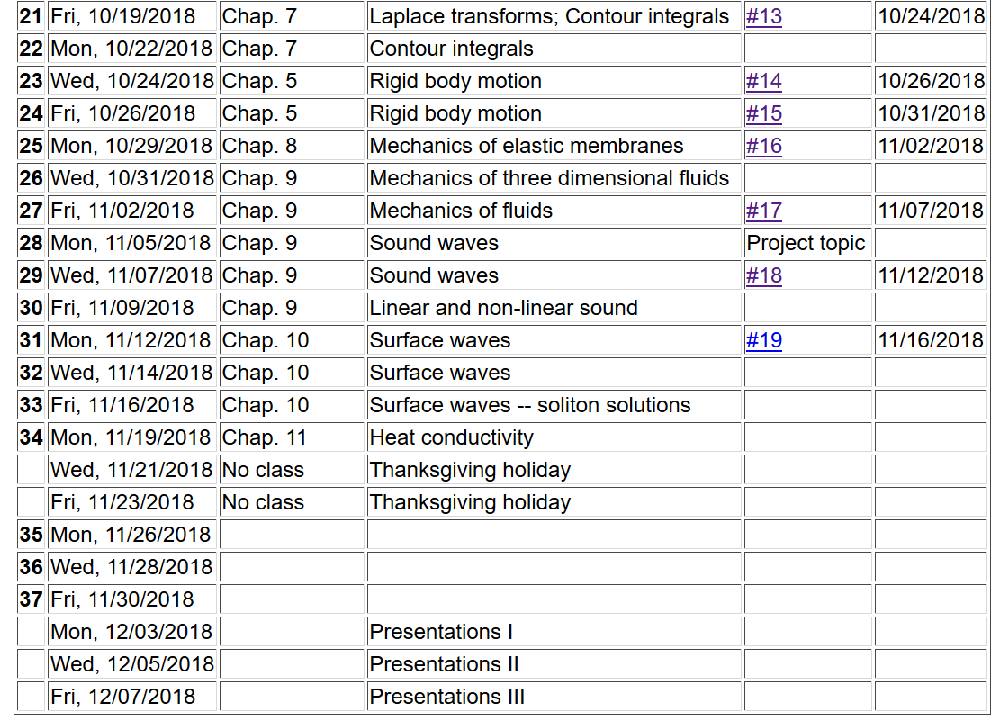 21 Fri, 10/19/2018 Chap. 7 Laplace transforms; Contour integrals #13 10/24/2018
22 Mon, 10/22/2018 Chap. 7 Contour integrals
23 Wed, 10/24/2018 Chap. 5 Rigid body motion #14 10/26/2018
24 Fri, 10/26/2018 Chap. 5 Rigid body motion #15 10/31/2018
25 Mon, 10/29/2018 Chap. 8 Mechanics of elastic membranes #16 11/02/2018
26 Wed, 10/31/2018 Chap. 9 Mechanics of three dimensional fluids
27 Fri, 11/02/2018 Chap. 9 Mechanics of fluids #17 11/07/2018
28 Mon, 11/05/2018 Chap. 9 Sound waves Project topic
29 Wed, 11/07/2018 Chap. 9 Sound waves #18 11/12/2018
30 Fri, 11/09/2018 Chap. 9 Linear and non-linear sound
31 Mon, 11/12/2018 Chap. 10 Surface waves #19 11/16/2018
32 Wed, 11/14/2018 Chap. 10 Surface waves
33 Fri, 11/16/2018 Chap. 10 Surface waves -- soliton solutions
34 Mon, 11/19/2018 Chap. 11 Heat conductivity
Wed, 11/21/2018 No class Thanksgiving holiday
Fri, 11/23/2018 No class Thanksgiving holiday
35 Mon, 11/26/2018
36 Wed, 11/28/2018
37 Fri, 11/30/2018
Mon, 12/03/2018 Presentations I
Wed, 12/05/2018 Presentations II
Fri, 12/07/2018 Presentations III